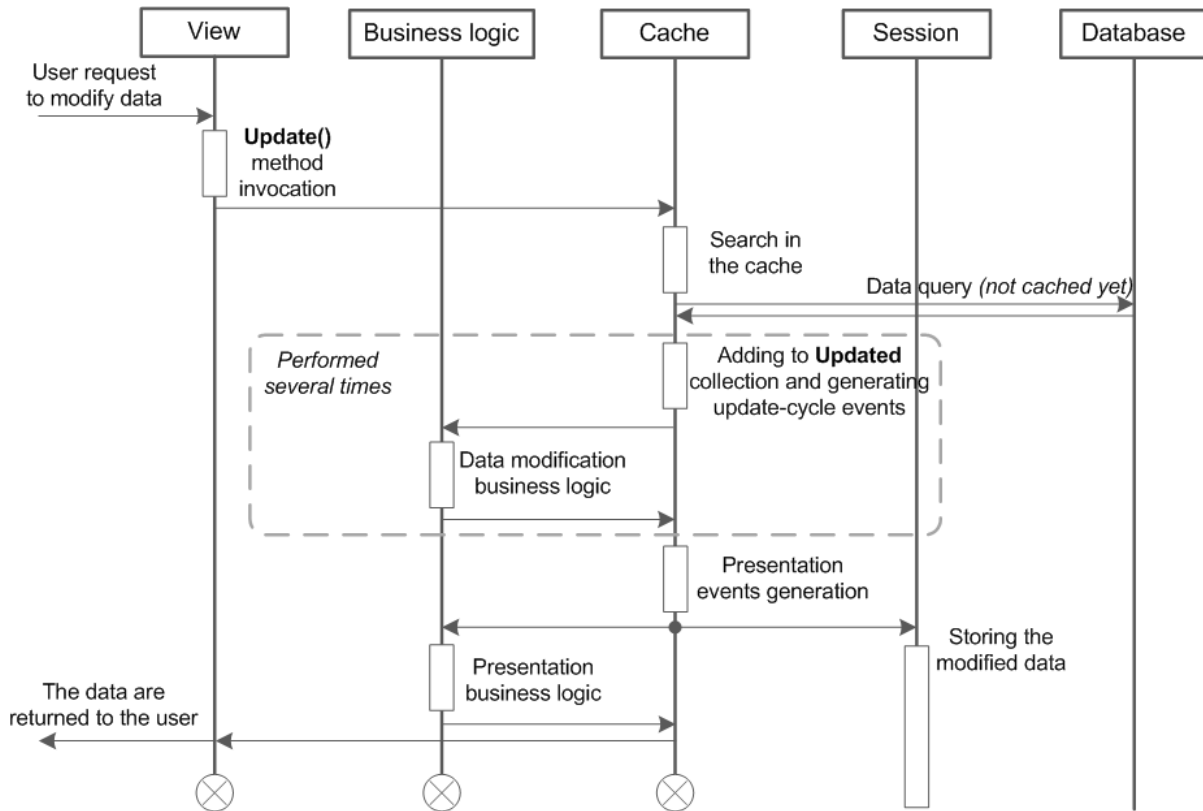 View
Business logic
Cache
Session
Database
User request
to modify data
Update()
method
invocation
Search in
the cache
Data query (not cached yet)
Performed
several times
Adding to Updated
collection and generating
update-cycle events
Data modification
business logic
Presentation
events generation
Storing the
modified data
Presentation
business logic
The data are
returned to the user